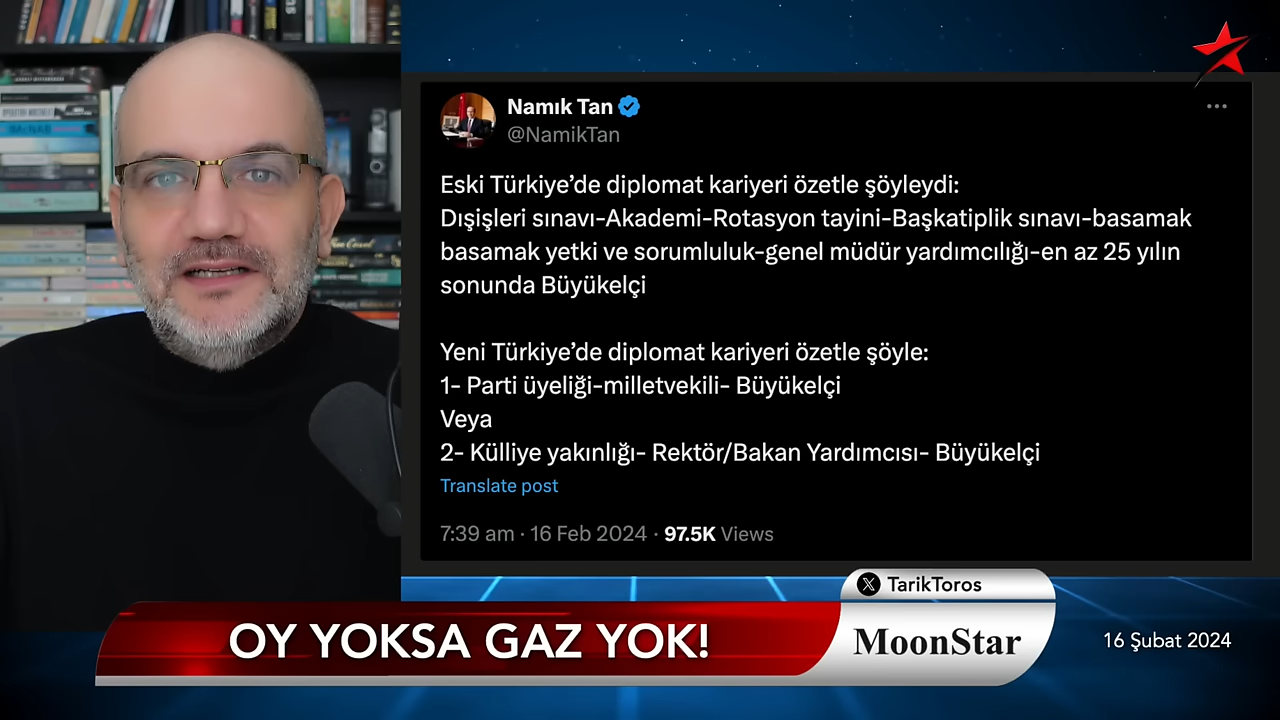 Namık Tan
@NamikTan
Eski Türkiye’de diplomat kariyeri özetle şöyleydi:
Dışişleri sınavı-Akademi-Rotasyon tayini-Başkatiplik sınavı-basamak
basamak yetki ve sorumluluk-genel müdür yardımcılığı-en az 25 yılın
sonunda Büyükelçi
Yeni Türkiye’de diplomat kariyeri özetle şöyle:
1- Parti üyeliği-milletvekili- Büyükelçi
Veya
2- Külliye yakınlığı- Rektör/Bakan Yardımcısı- Büyükelçi
Translate post
7:39 am · 16 Feb 2024 · 97.5K Views
TarikToros
OY YOKSA GAZ YOK!
MoonStar
16 Şubat 2024